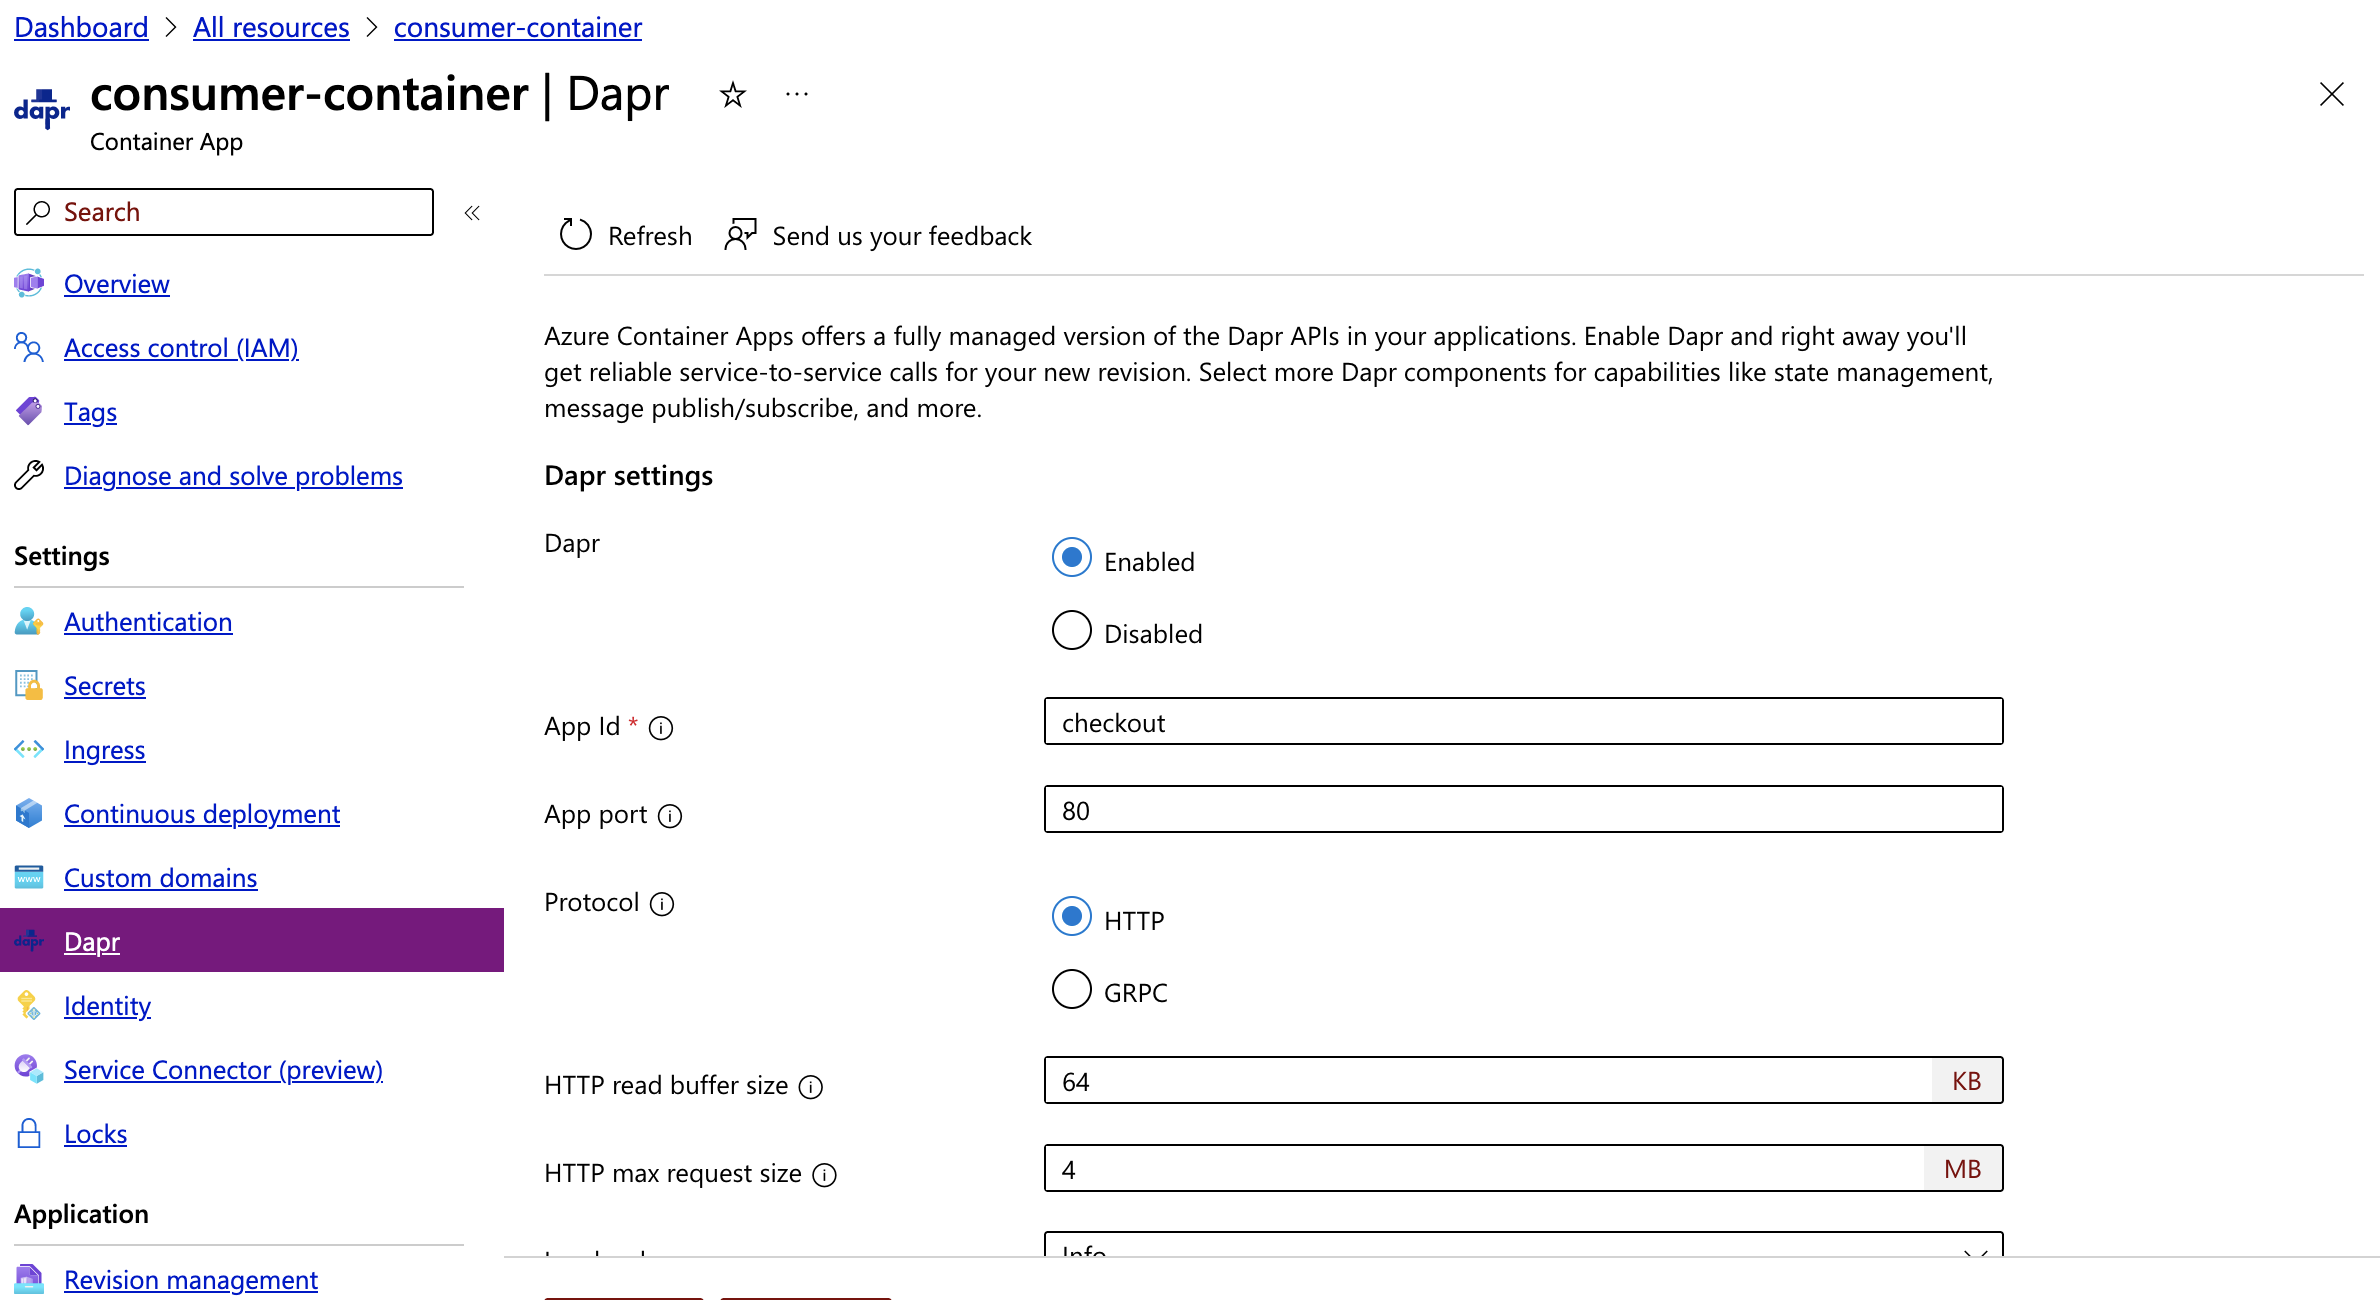 Dashboard > All resources > consumer-container
dapr
consumer-container | Dapr
Container App
Search
Overview
Access control (IAM)
Tags
Diagnose and solve problems
Settings
Authentication
Secrets
Ingress
Continuous deployment
www
Custom domains
dapr
Dapr
Identity
Service Connector (preview)
Locks
Application
Revision management
Refresh
Send us your feedback
Azure Container Apps offers a fully managed version of the Dapr APIs in your applications. Enable Dapr and right away you'll
get reliable service-to-service calls for your new revision. Select more Dapr components for capabilities like state management,
message publish/subscribe, and more.
Dapr settings
Dapr
Enabled
Disabled
App Id *
checkout
App port
80
Protocol
HTTP
GRPC
HTTP read buffer size
64 KB
HTTP max request size
4 MB
Info